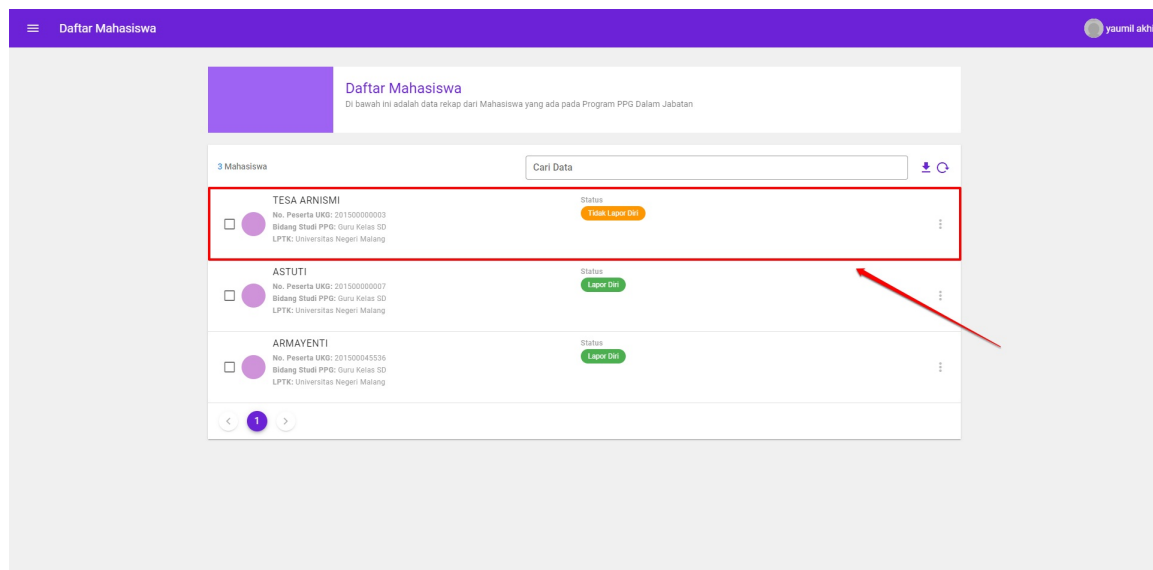 Daftar Mahasiswa
yaumil akhi
Daftar Mahasiswa
Di bawah ini adalah data rekap dari Mahasiswa yang ada pada Program PPG Dalam Jabatan
3 Mahasiswa
Cari Data
TESA ARNISMI
Status
No. Peserta UKG: 201500000003
Tidak Lapor Diri
Bidang Studi PPG: Guru Kelas SD
LPTK: Universitas Negeri Malang
ASTUTI
Status
No. Peserta UKG: 201500000007
Lapor Diri
Bidang Studi PPG: Guru Kelas SD
LPTK: Universitas Negeri Malang
ARMAYENTI
Status
No. Peserta UKG: 201500045536
Lapor Diri
Bidang Studi PPG: Guru Kelas SD
LPTK: Universitas Negeri Malang
1